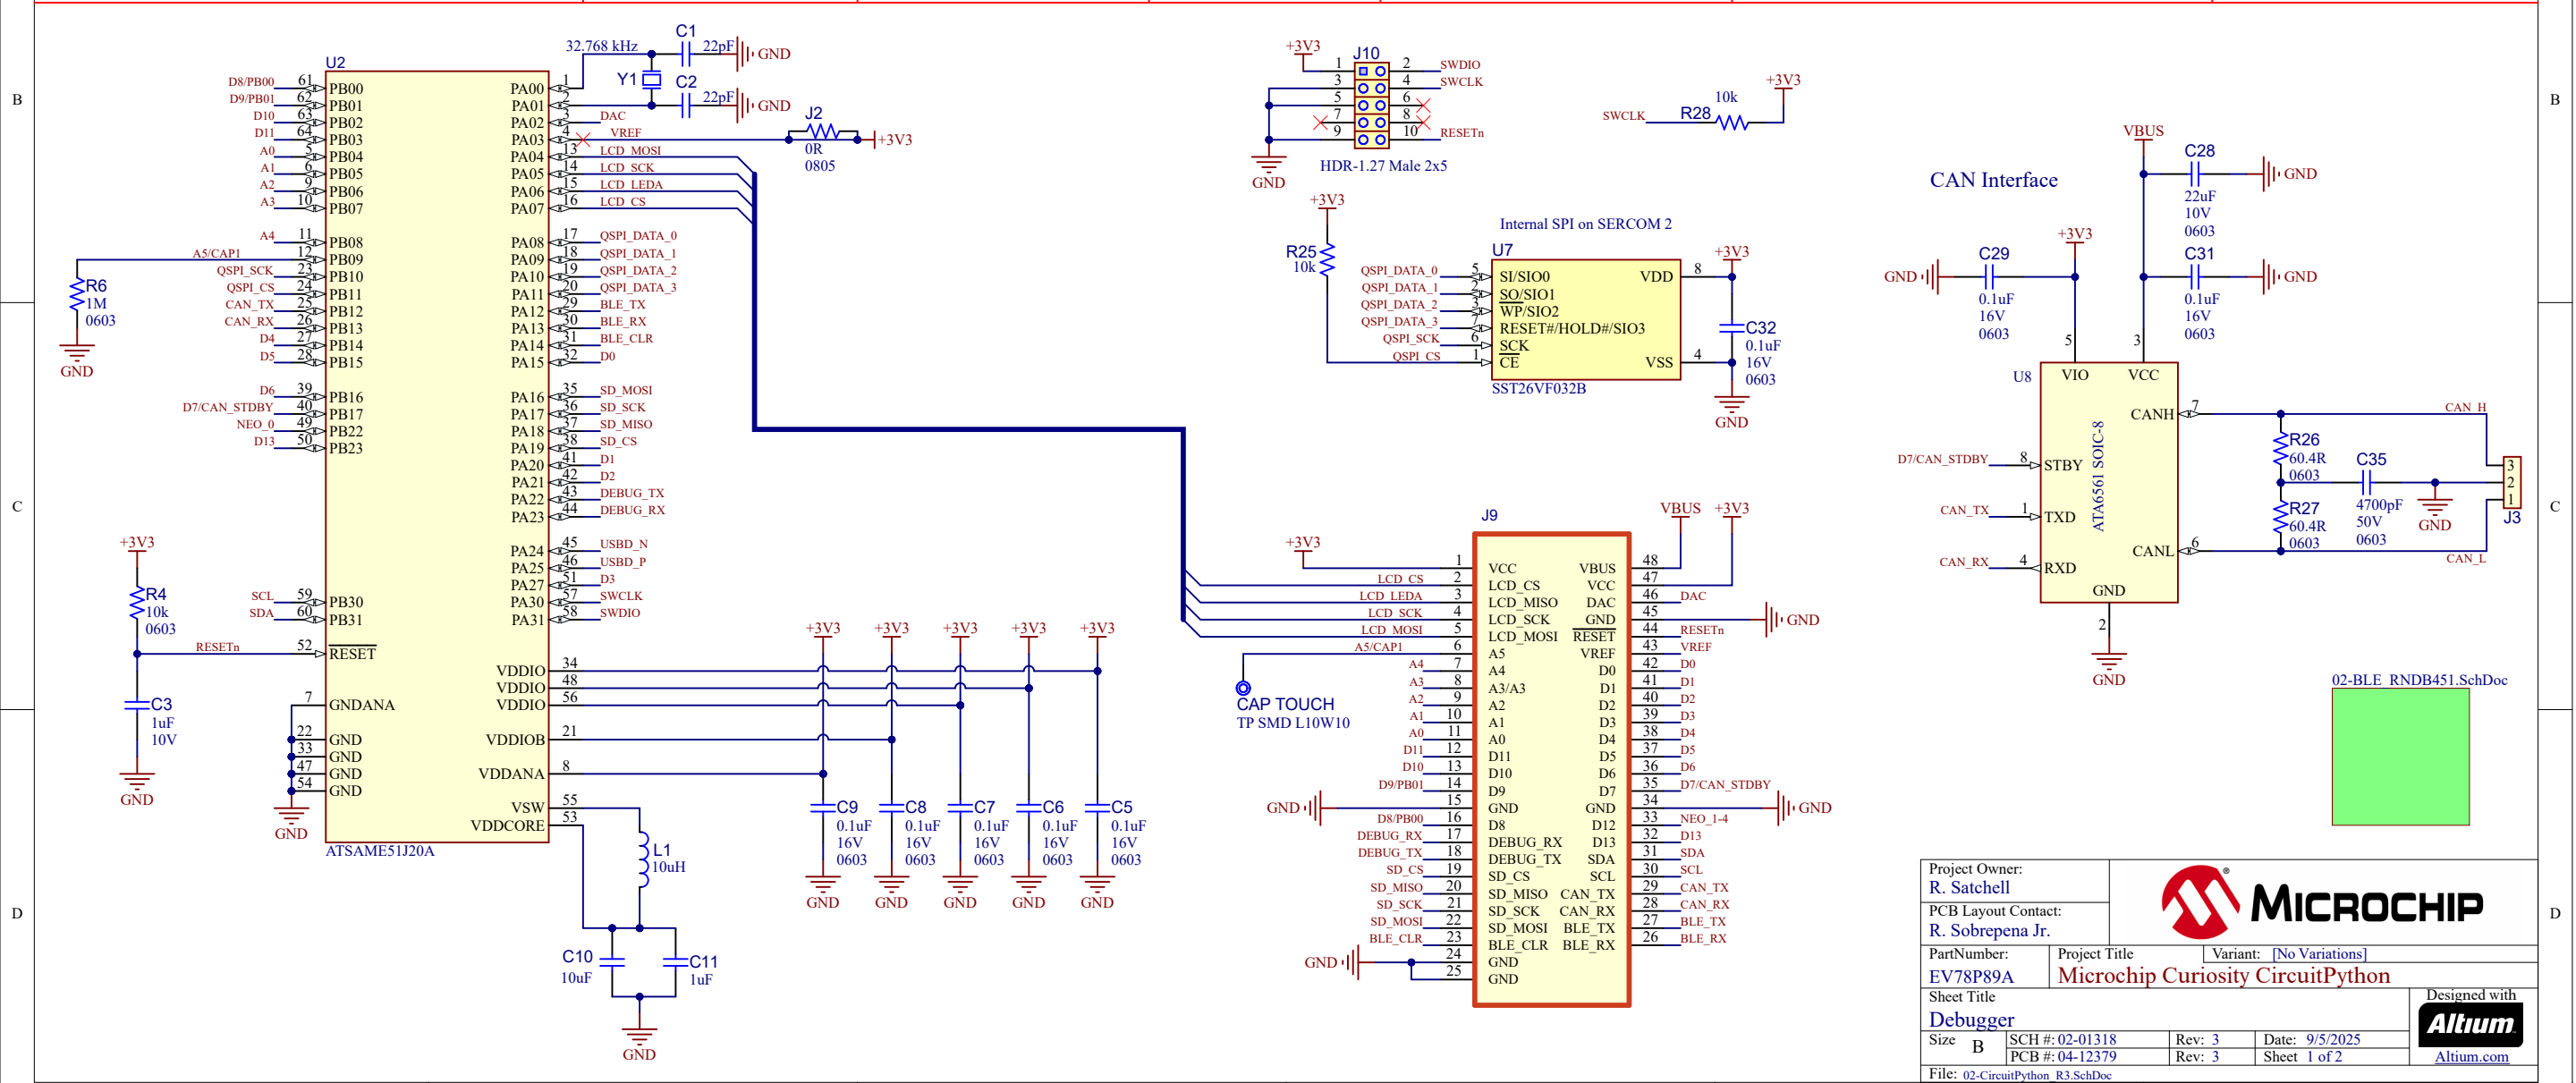 B
C
D
U2
D8/PB00 61 PB00
D9/PB01 62 PB01
D10 63 PB02
D11 64 PB03
A0 5 PB04
A1 6 PB05
A2 9 PB06
A3 10 PB07
A4 11 PB08
A5/CAP1 12 PB09
QSPI_SCK 23 PB10
QSPI_CS 24 PB11
CAN_TX 25 PB12
CAN_RX 26 PB13
D4 27 PB14
D5 28 PB15
D6 39 PB16
D7/CAN_STDBY 40 PB17
NEO_0 49 PB22
D13 50 PB23
SCL 59 PB30
SDA 60 PB31
RESETn 52 RESET
7 GNDANA
22 GND
33 GND
47 GND
54 GND
GND
R6
1M
0603
GND
+3V3
R4
10k
0603
C3
1uF
10V
GND
PA00 1
PA01 2
PA02 3 DAC
PA03 4 VREF
PA04 13 LCD_MOSI
PA05 14 LCD_SCK
PA06 15 LCD_LEDA
PA07 16 LCD_CS
PA08 17 QSPI_DATA_0
PA09 18 QSPI_DATA_1
PA10 19 QSPI_DATA_2
PA11 20 QSPI_DATA_3
PA12 29 BLE_TX
PA13 30 BLE_RX
PA14 31 BLE_CLR
PA15 32 D0
PA16 35 SD_MOSI
PA17 36 SD_SCK
PA18 37 SD_MISO
PA19 38 SD_CS
PA20 41 D1
PA21 42 D2
PA22 43 DEBUG_TX
PA23 44 DEBUG_RX
PA24 45 USBD_N
PA25 46 USBD_P
PA27 51 D3
PA30 57 SWCLK
PA31 58 SWDIO
VDDIO 34
VDDIO 48
VDDIO 56
VDDIOB 21
VDDANA 8
VSW 55
VDDCORE 53
ATSAME51J20A
32.768 kHz
Y1
C1
22pF GND
C2
22pF GND
J2
0R
0805
+3V3
L1
10uH
C10
10uF
C11
1uF
GND
+3V3 +3V3 +3V3 +3V3 +3V3
C9 C8 C7 C6 C5
0.1uF 0.1uF 0.1uF 0.1uF 0.1uF
16V 16V 16V 16V 16V
0603 0603 0603 0603 0603
GND GND GND GND GND
+3V3 J10
1 2 SWDIO
3 4 SWCLK
5 6
7 8
9 10 RESETn
GND
HDR-1.27 Male 2x5
SWCLK R28 10k +3V3
+3V3
R25
10k
Internal SPI on SERCOM 2
U7
QSPI_DATA_0 5 SI/SIO0 VDD 8 +3V3
QSPI_DATA_1 2 SO/SIO1
QSPI_DATA_2 3 WP/SIO2
QSPI_DATA_3 7 RESET#/HOLD#/SIO3
QSPI_SCK 6 SCK
QSPI_CS 1 CE VSS 4
SST26VF032B
C32
0.1uF
16V
0603
GND
J9
VBUS +3V3
+3V3 1 VCC VBUS 48
LCD_CS 2 LCD_CS VCC 47
LCD_LEDA 3 LCD_MISO DAC 46 DAC
LCD_SCK 4 LCD_SCK GND 45 GND
LCD_MOSI 5 LCD_MOSI RESET 44 RESETn
A5/CAP1 6 A5 VREF 43 VREF
A4 7 A4 D0 42 D0
A3 8 A3/A3 D1 41 D1
A2 9 A2 D2 40 D2
A1 10 A1 D3 39 D3
A0 11 A0 D4 38 D4
D11 12 D11 D5 37 D5
D10 13 D10 D6 36 D6
D9/PB01 14 D9 D7 35 D7/CAN_STDBY
GND 15 GND GND 34 GND
D8/PB00 16 D8 D12 33 NEO_1-4
DEBUG_RX 17 DEBUG_RX D13 32 D13
DEBUG_TX 18 DEBUG_TX SDA 31 SDA
SD_CS 19 SD_CS SCL 30 SCL
SD_MISO 20 SD_MISO CAN_TX 29 CAN_TX
SD_SCK 21 SD_SCK CAN_RX 28 CAN_RX
SD_MOSI 22 SD_MOSI BLE_TX 27 BLE_TX
BLE_CLR 23 BLE_CLR BLE_RX 26 BLE_RX
GND 24 GND
25 GND
CAP TOUCH
TP SMD L10W10
CAN Interface
VBUS
C28
22uF
10V
0603
GND
+3V3
GND
C29
0.1uF
16V
0603
C31
0.1uF
16V
0603
GND
U8
5 VIO
3 VCC
ATA6561 SOIC-8
D7/CAN_STDBY 8 STBY
CAN_TX 1 TXD
CAN_RX 4 RXD
CANH 7 CAN_H
CANL 6 CAN_L
GND
2
GND
R26
60.4R
0603
R27
60.4R
0603
C35
4700pF
50V
0603
GND
3
2
1
J3
02-BLE_RNDB451.SchDoc
Project Owner:
R. Satchell
PCB Layout Contact:
R. Sobrepena Jr.
MICROCHIP
®
PartNumber:
EV78P89A
Project Title
Variant: [No Variations]
Microchip Curiosity CircuitPython
Sheet Title
Debugger
Designed with
Altium
Altium.com
Size B
SCH #: 02-01318 Rev: 3 Date: 9/5/2025
PCB #: 04-12379 Rev: 3 Sheet 1 of 2
File: 02-CircuitPython_R3.SchDoc
B
C
D